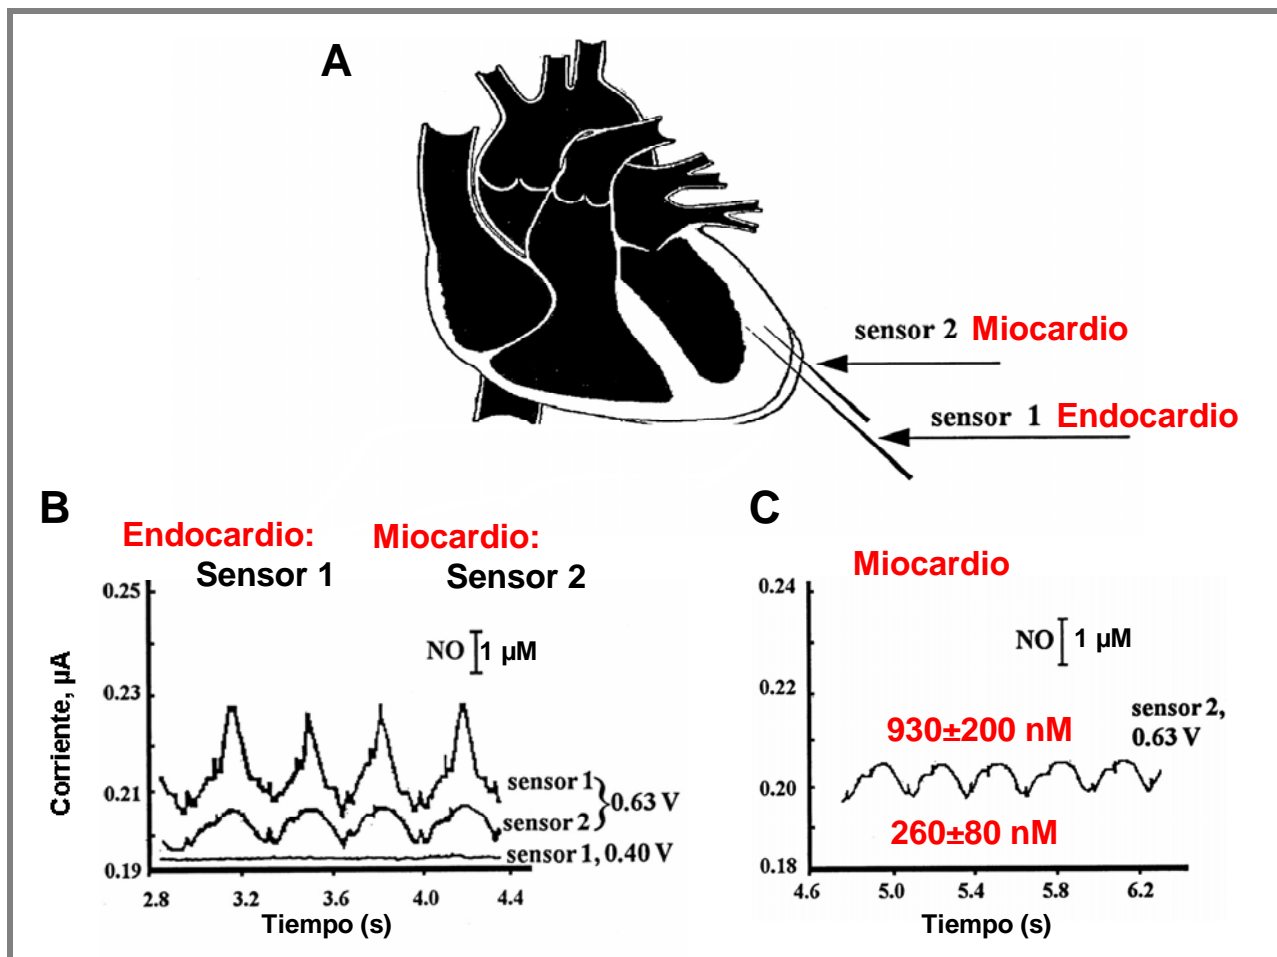 A
sensor 2 Miocardio
sensor 1 Endocardio
B
Endocardio:
Sensor 1
Miocardio:
Sensor 2
NO 1 µM
Corriente, µA
0.25
0.23
0.21
0.19
sensor 1
sensor 2
0.63 V
sensor 1, 0.40 V
2.8 3.2 3.6 4.0 4.4
Tiempo (s)
C
Miocardio
NO 1 µM
0.24
0.22
0.20
0.18
sensor 2,
0.63 V
930±200 nM
260±80 nM
4.6 5.0 5.4 5.8 6.2
Tiempo (s)